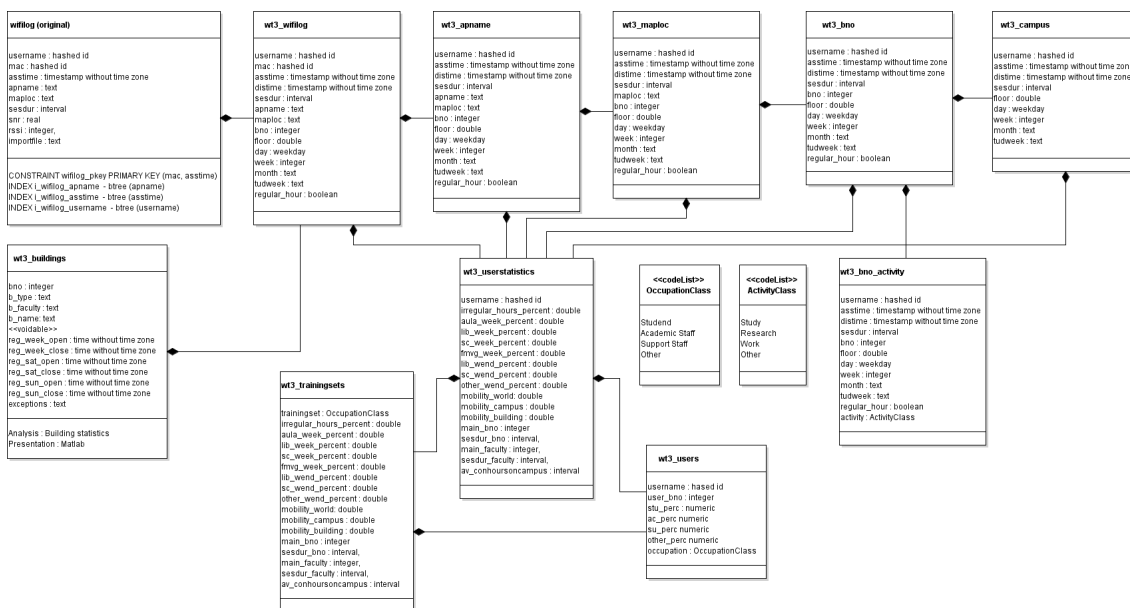 wifilog (original)
username : hashed id
mac : hashed id
asstime : timestamp without time zone
apname : text
maploc : text
sesdur : interval
snr : real
rssi : integer,
importfile : text
CONSTRAINT wifilog_pkey PRIMARY KEY (mac, asstime)
INDEX i_wifilog_apname - btree (apname)
INDEX i_wifilog_asstime - btree (asstime)
INDEX i_wifilog_username - btree (username)
wt3_wifilog
username : hashed id
mac : hashed id
asstime : timestamp without time zone
distime : timestamp without time zone
sesdur : interval
apname : text
maploc : text
bno : integer
floor : double
day : weekday
week : integer
month : text
tudweek : text
regular_hour : boolean
wt3_apname
username : hashed id
asstime : timestamp without time zone
distime : timestamp without time zone
sesdur : interval
apname : text
maploc : text
bno : integer
floor : double
day : weekday
week : integer
month : text
tudweek : text
regular_hour : boolean
wt3_maploc
username : hashed id
asstime : timestamp without time zone
distime : timestamp without time zone
sesdur : interval
maploc : text
bno : integer
floor : double
day : weekday
week : integer
month : text
tudweek : text
regular_hour : boolean
wt3_bno
username : hashed id
asstime : timestamp without time zone
distime : timestamp without time zone
sesdur : interval
bno : integer
floor : double
day : weekday
week : integer
month : text
tudweek : text
regular_hour : boolean
wt3_campus
username : hashed id
asstime : timestamp without time zone
distime : timestamp without time zone
sesdur : interval
floor : double
day : weekday
week : integer
month : text
tudweek : text
wt3_buildings
bno : integer
b_type : text
b_faculty : text
b_name: text
<<voidable>>
reg_week_open : time without time zone
reg_week_close : time without time zone
reg_sat_open : time without time zone
reg_sat_close : time without time zone
reg_sun_open : time without time zone
reg_sun_close : time without time zone
exceptions : text
Analysis : Building statistics
Presentation : Matlab
wt3_userstatistics
username : hashed id
irregular_hours_percent : double
aula_week_percent : double
lib_week_percent : double
sc_week_percent : double
fmvg_week_percent : double
lib_wend_percent : double
sc_wend_percent : double
other_wend_percent : double
mobility_world : double
mobility_campus : double
mobility_building : double
main_bno : integer
sesdur_bno : interval,
main_faculty : integer,
sesdur_faculty : interval,
av_conhoursoncampus : interval
<<codeList>>
OccupationClass
Studend
Academic Staff
Support Staff
Other
<<codeList>>
ActivityClass
Study
Research
Work
Other
wt3_bno_activity
username : hashed id
asstime : timestamp without time zone
distime : timestamp without time zone
sesdur : interval
bno : integer
floor : double
day : weekday
week : integer
month : text
tudweek : text
regular_hour : boolean
activity : ActivityClass
wt3_trainingsets
trainingset : OccupationClass
irregular_hours_percent : double
aula_week_percent : double
lib_week_percent : double
sc_week_percent : double
fmvg_week_percent : double
lib_wend_percent : double
sc_wend_percent : double
other_wend_percent : double
mobility_world: double
mobility_campus : double
mobility_building : double
main_bno : integer
sesdur_bno : interval,
main_faculty : integer,
sesdur_faculty : interval,
av_conhoursoncampus : interval
wt3_users
username : hased id
user_bno : integer
stu_perc : numeric
ac_perc numeric
su_perc numeric
other_perc numeric
occupation : OccupationClass